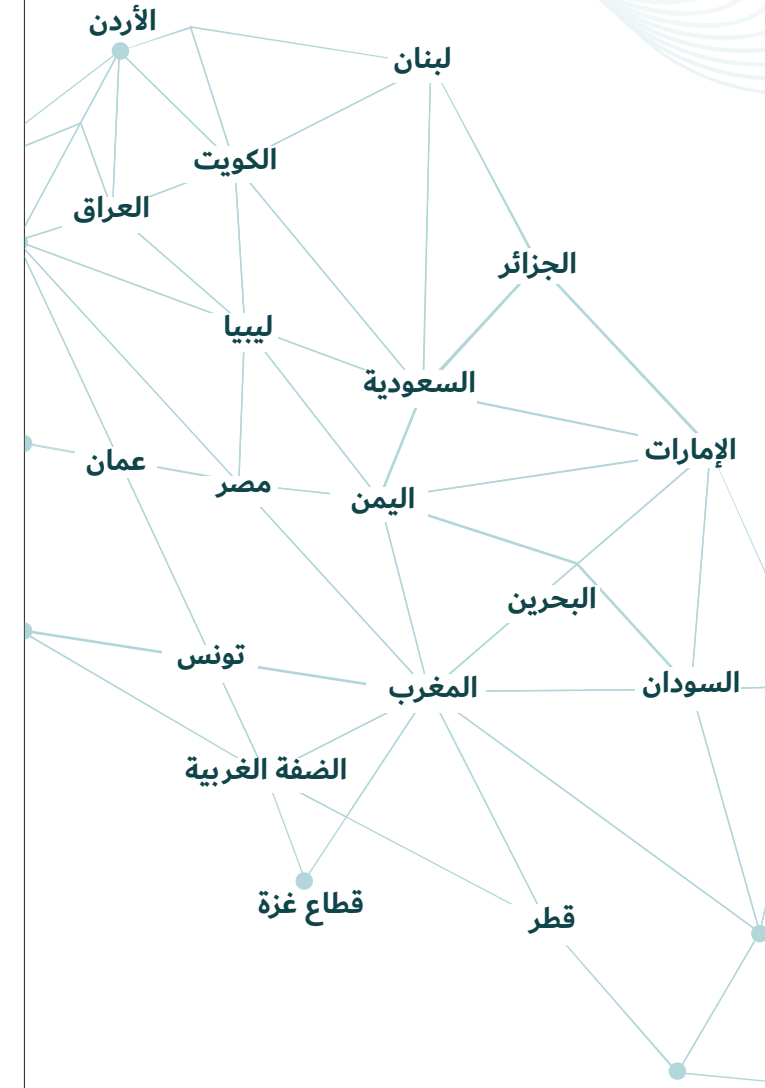 الأردن
لبنان
الكويت
العراق
الجزائر
ليبيا
السعودية
الإمارات
عمان
مصر
اليمن
البحرين
تونس
السودان
المغرب
الضفة الغربية
قطاع غزة
قطر